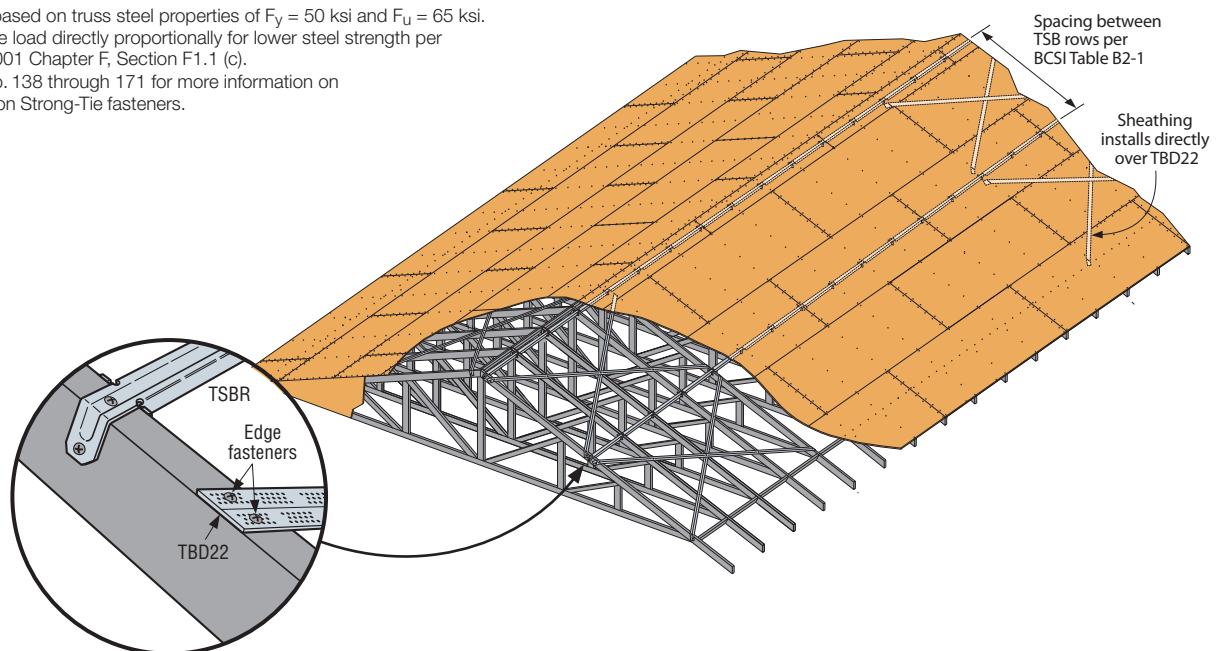 based on truss steel properties of Fy = 50 ksi and Fu = 65 ksi.
load directly proportionally for lower steel strength per
001 Chapter F, Section F1.1 (c).
138 through 171 for more information on
on Strong-Tie fasteners.
Spacing between
TSB rows per
BCSI Table B2-1
Sheathing
installs directly
over TBD22
TSBR
Edge
fasteners
TBD22